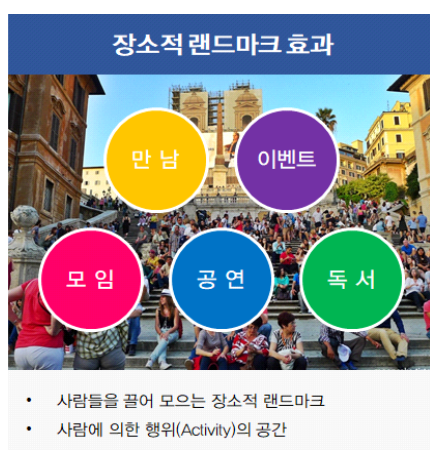 장소적 랜드마크 효과
만 남
이벤트
모 임
공 연
독 서
• 사람들을 끌어 모으는 장소적 랜드마크
• 사람에 의한 행위(Activity)의 공간